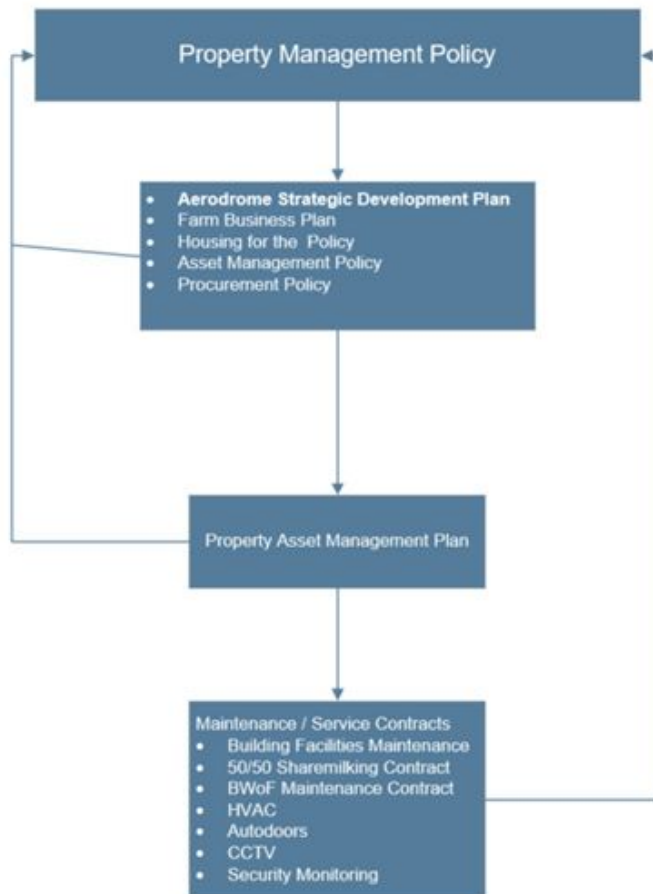 Property Management Policy
• Aerodrome Strategic Development Plan
• Farm Business Plan
• Housing for the Policy
• Asset Management Policy
• Procurement Policy
Property Asset Management Plan
Maintenance / Service Contracts
• Building Facilities Maintenance
• 50/50 Sharemilking Contract
• BWoF Maintenance Contract
• HVAC
• Autodoors
• CCTV
• Security Monitoring